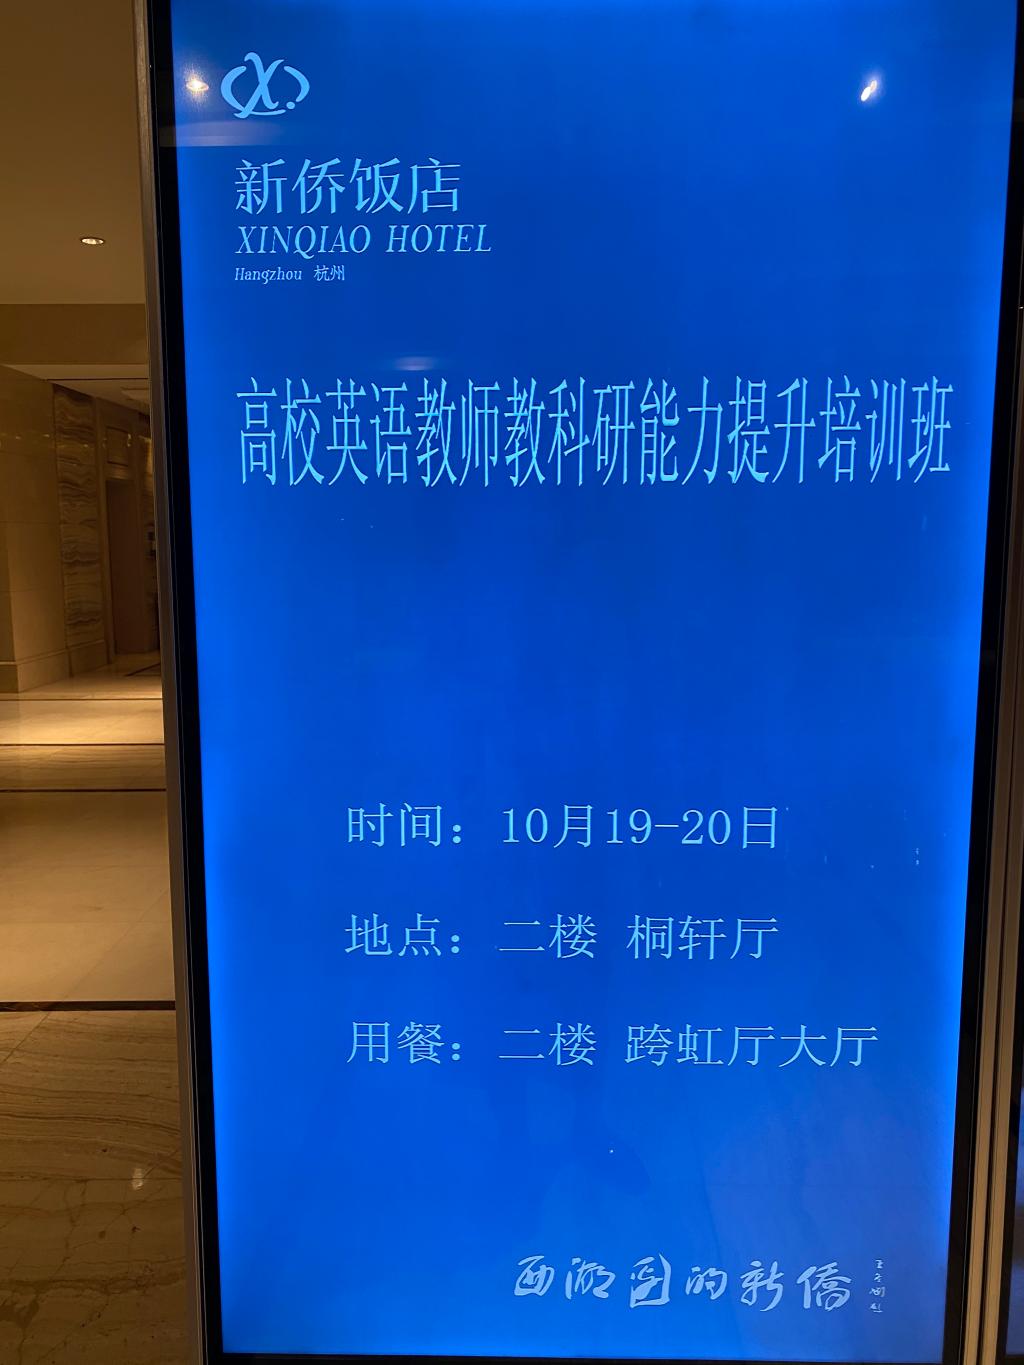 新侨饭店
XINQIAO HOTEL
Hangzhou 杭州
高校英语教师教科研能力提升培训班
时间：10月19-20日
地点：二楼 桐轩厅
用餐：二楼 跨虹厅大厅
西湖的新侨